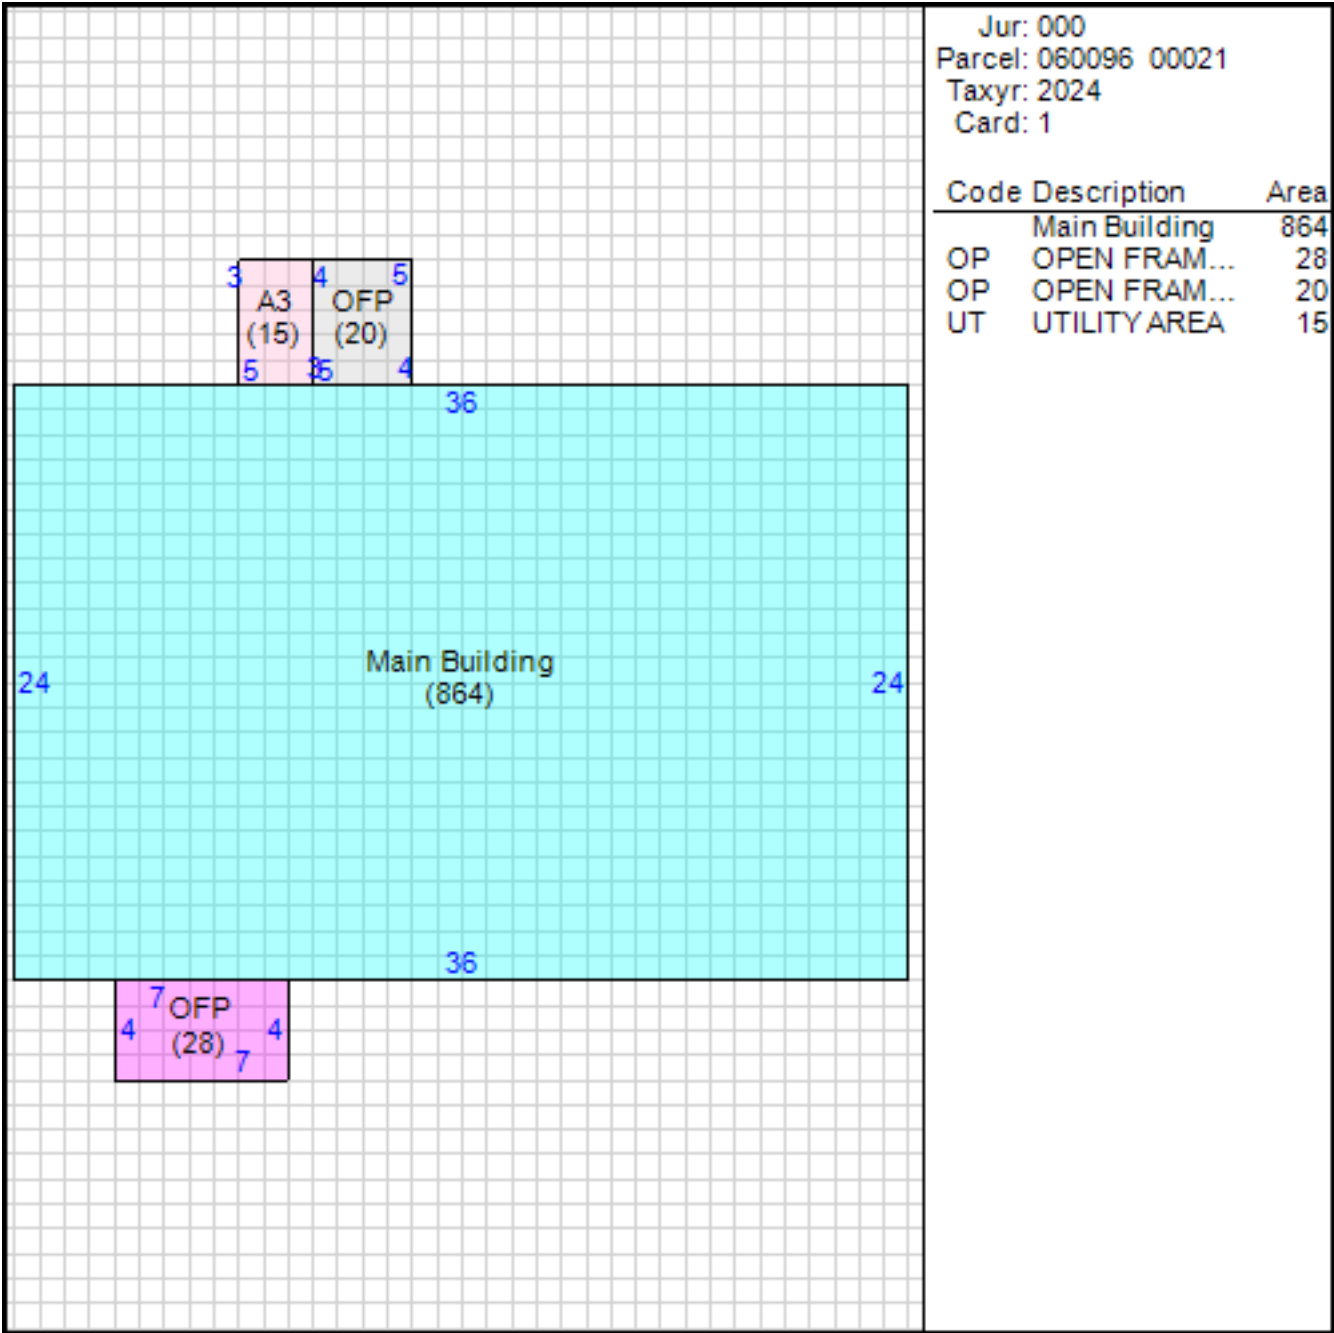 Jur: 000
Parcel: 060096 00021
Taxyr: 2024
Card: 1
Code Description Area
Main Building 864
OP OPEN FRAM... 28
OP OPEN FRAM... 20
UT UTILITY AREA 15
3 4 5
A3 OFP
(15) (20)
5 3 5 4
36
Main Building
24 24
(864)
36
7
OFP
4 4
(28)
7